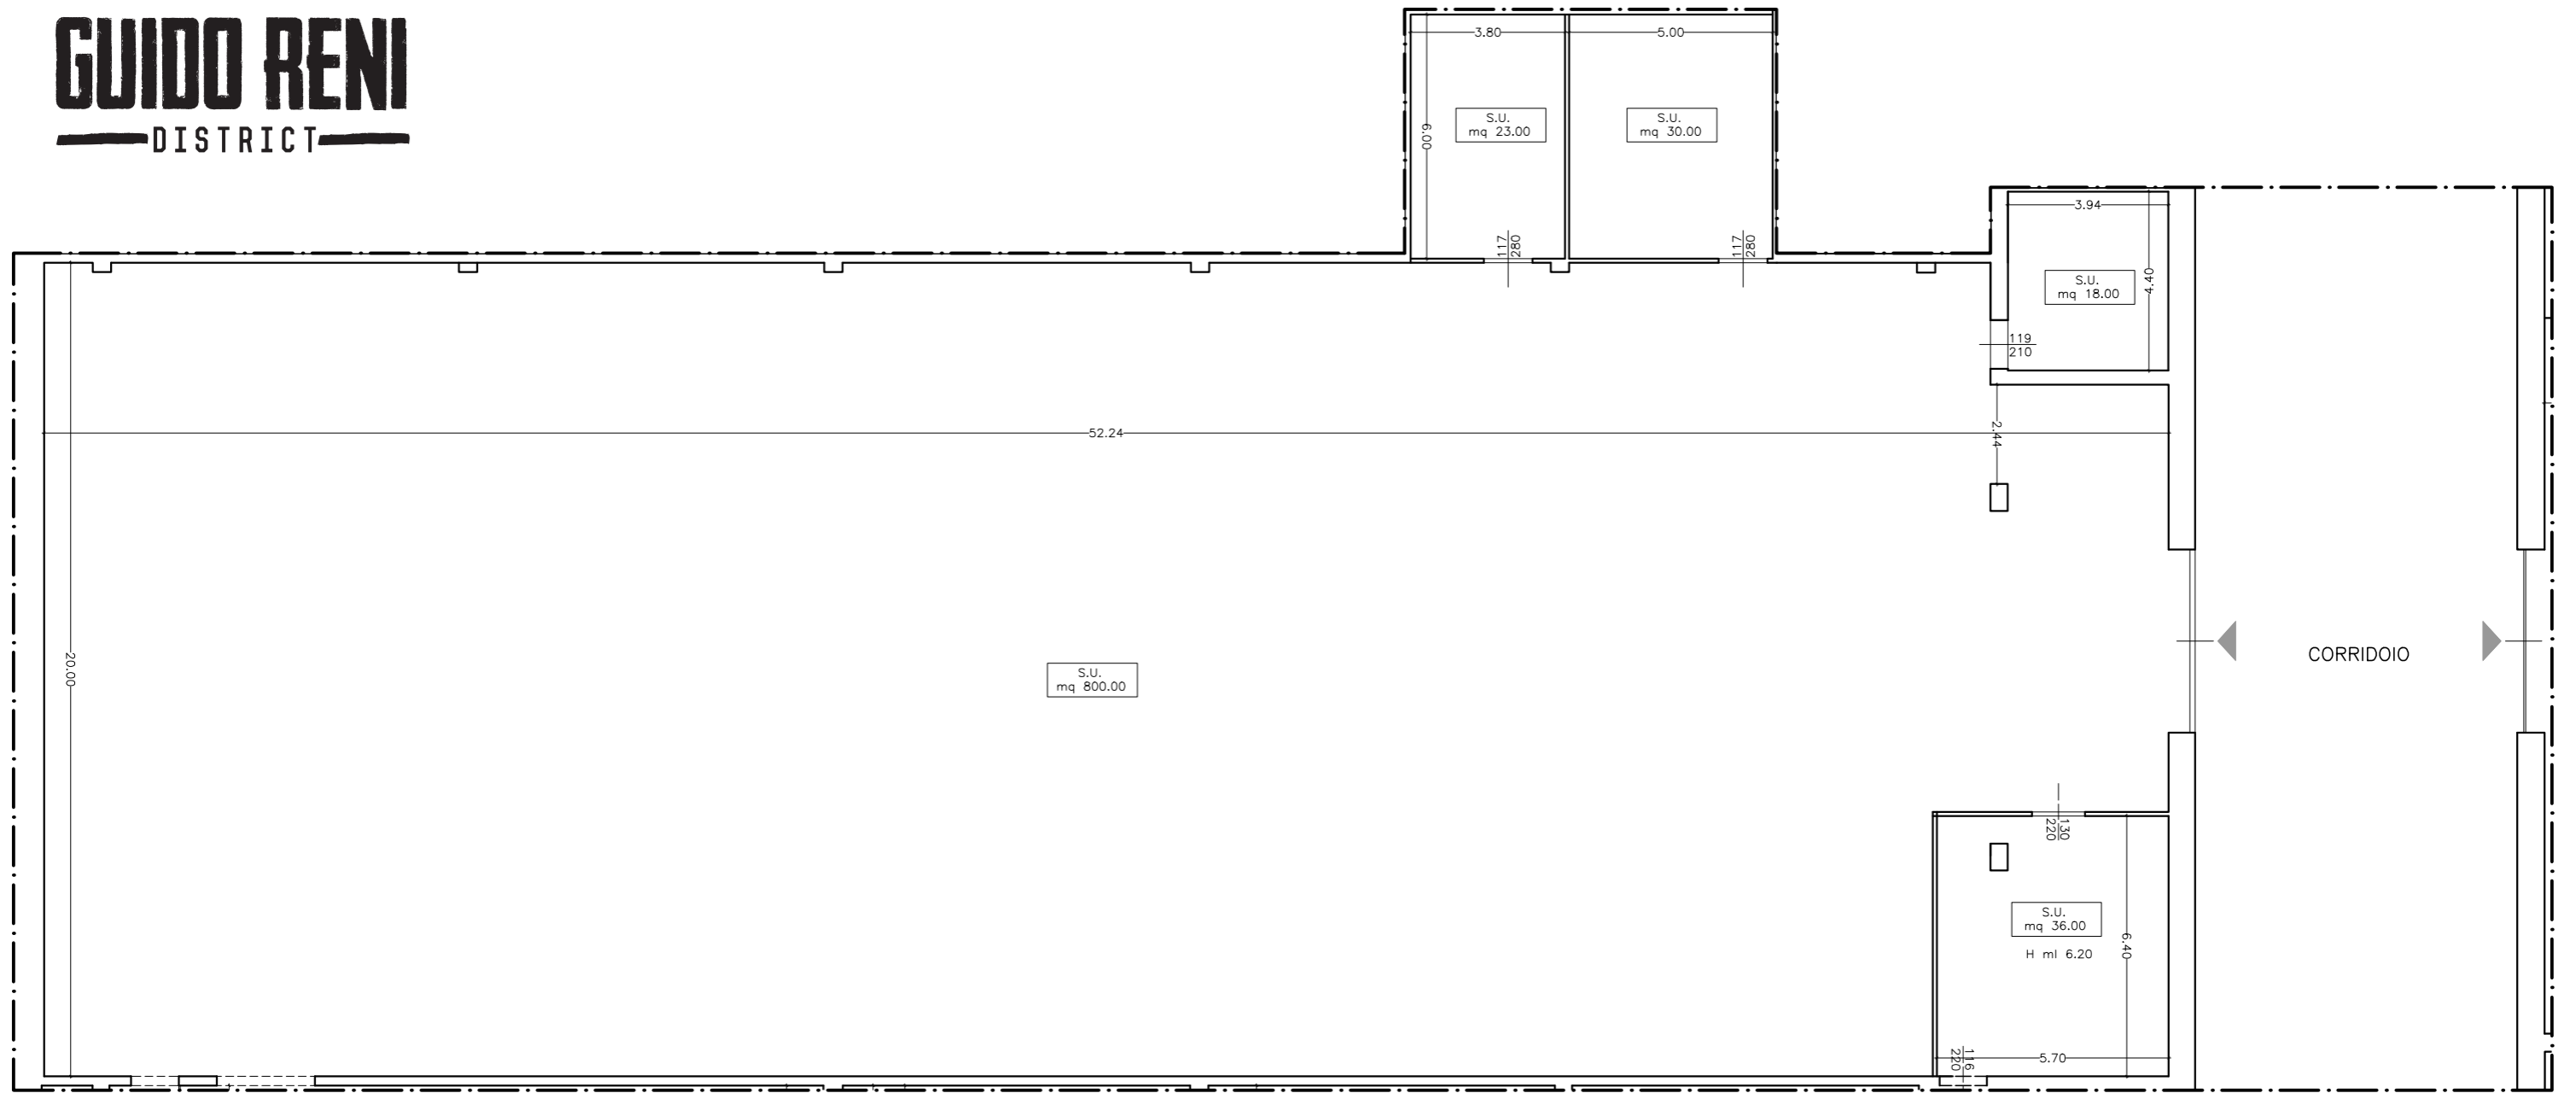 GUIDO RENI
DISTRICT
3.80
5.00
6.00
S.U.
mq 23.00
S.U.
mq 30.00
117
280
117
280
3.94
4.40
S.U.
mq 18.00
119
210
52.24
2.44
20.00
S.U.
mq 800.00
CORRIDOIO
130
220
S.U.
mq 36.00
H ml 6.20
6.40
5.70
116
220